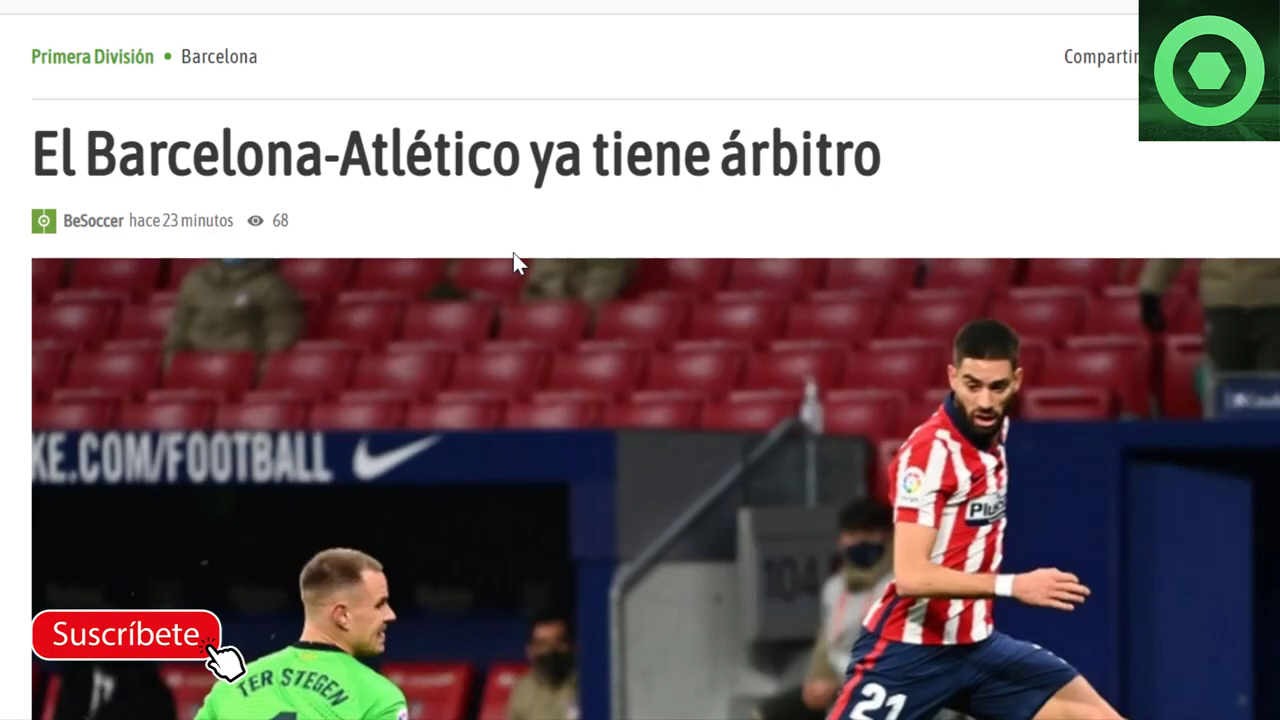 Primera División • Barcelona
Compartir
El Barcelona-Atlético ya tiene árbitro
BeSoccer hace 23 minutos 68
KE.COM/FOOTBALL
104
Plus
21
TER STEGEN
Suscríbete